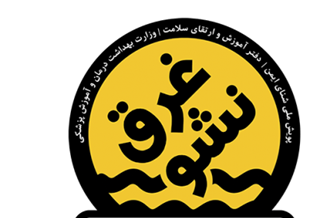 پویش ملی شنای ایمن | دفتر آموزش و ارتقای سلامت | وزارت بهداشت درمان و آموزش پزشکی
غرق
نشو